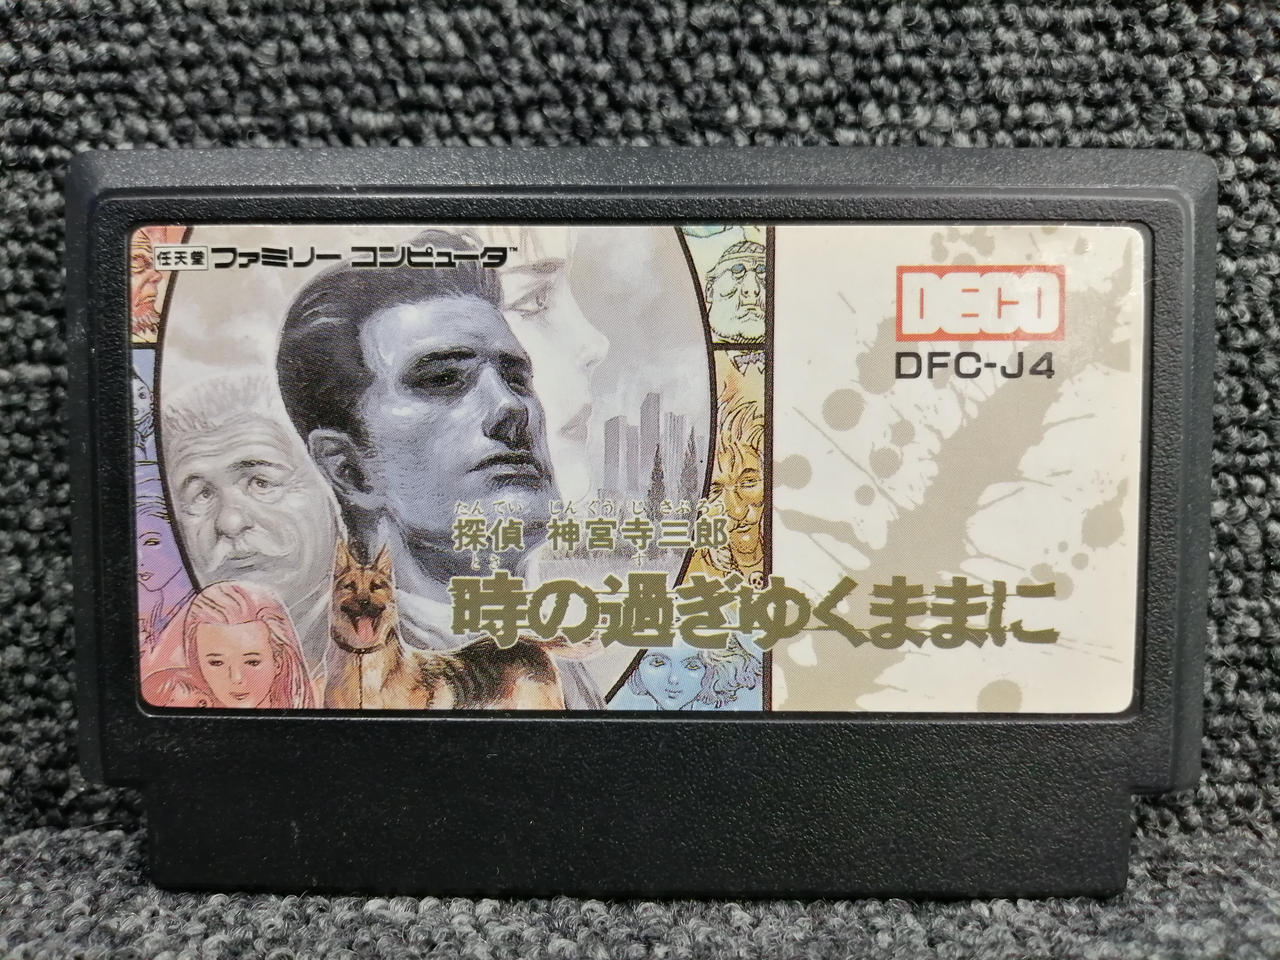 任天堂 ファミリーコンピュータ™
DECO
DFC-J4
たんてい じんぐうじ さぶろう
探偵 神宮寺三郎
とき す
時の過ぎゆくままに